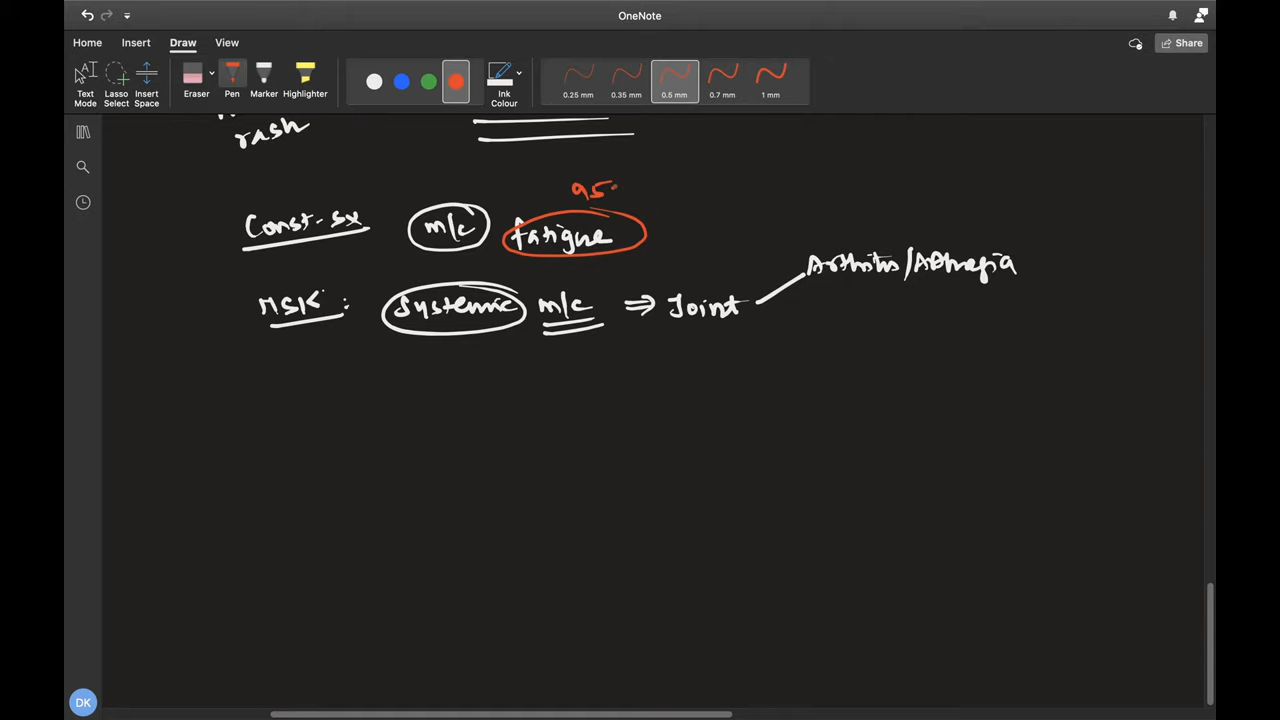 OneNote
Home Insert Draw View
Share
Text Mode
Lasso Select
Insert Space
Eraser
Pen
Marker
Highlighter
Ink Colour
0.25 mm
0.35 mm
0.5 mm
0.7 mm
1 mm
rash
95
Const. Sx m/c fatigue
Arthritis/
MSK: Systemic m/c ⇒ Joint
DK